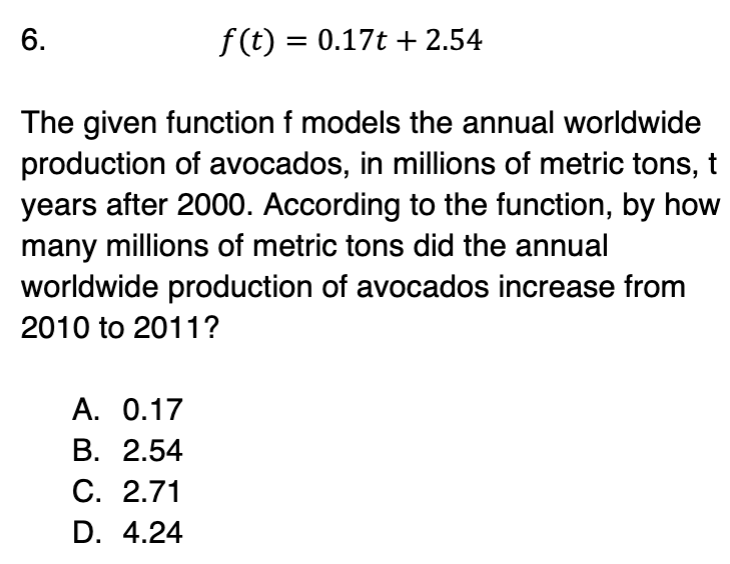 6. f(t) = 0.17t + 2.54
The given function f models the annual worldwide
production of avocados, in millions of metric tons, t
years after 2000. According to the function, by how
many millions of metric tons did the annual
worldwide production of avocados increase from
2010 to 2011?
A. 0.17
B. 2.54
C. 2.71
D. 4.24